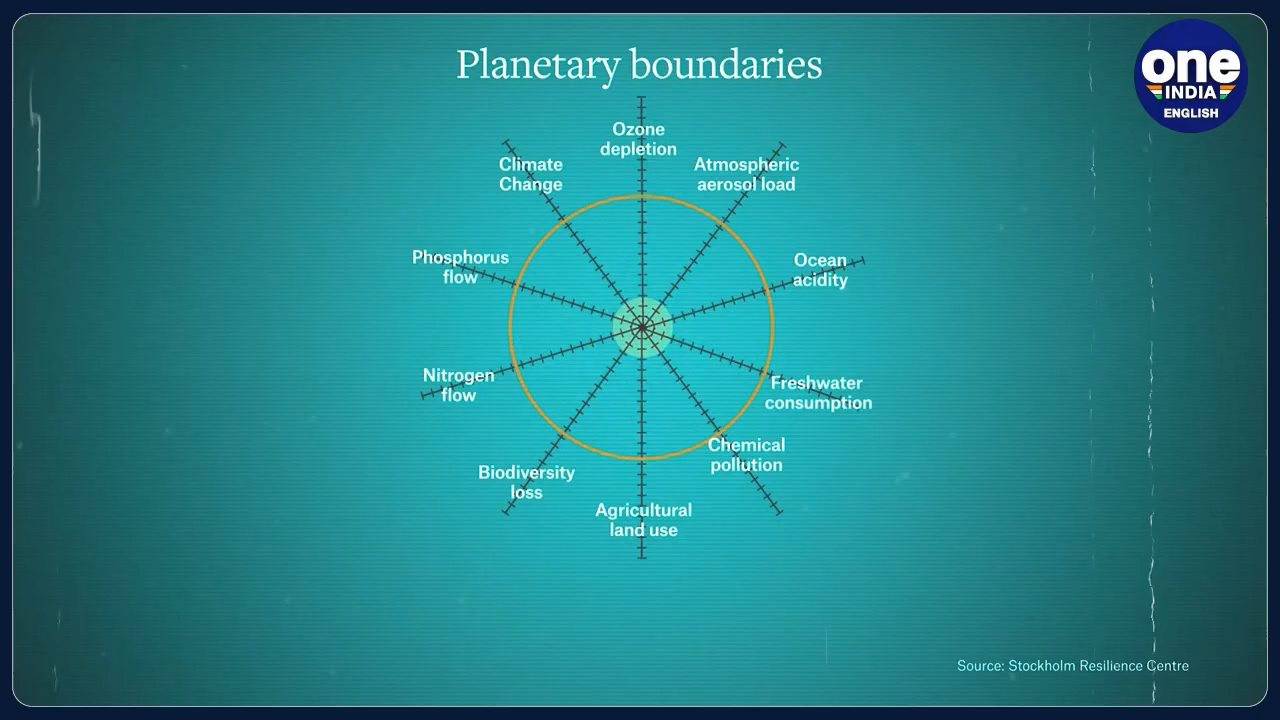 Planetary boundaries
one
INDIA
ENGLISH
Ozone
depletion
Climate
Change
Atmospheric
aerosol load
Phosphorus
flow
Ocean
acidity
Nitrogen
flow
Freshwater
consumption
Chemical
pollution
Biodiversity
loss
Agricultural
land use
Source: Stockholm Resilience Centre